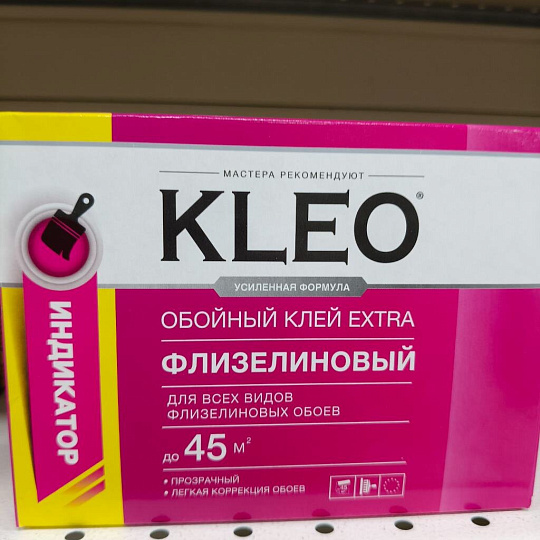 МАСТЕРА РЕКОМЕНДУЮТ
KLEO®
УСИЛЕННАЯ ФОРМУЛА
ИНДИКАТОР
ОБОЙНЫЙ КЛЕЙ EXTRA
ФЛИЗЕЛИНОВЫЙ
ДЛЯ ВСЕХ ВИДОВ
ФЛИЗЕЛИНОВЫХ ОБОЕВ
до 45 м²
• ПРОЗРАЧНЫЙ
• ЛЕГКАЯ КОРРЕКЦИЯ ОБОЕВ